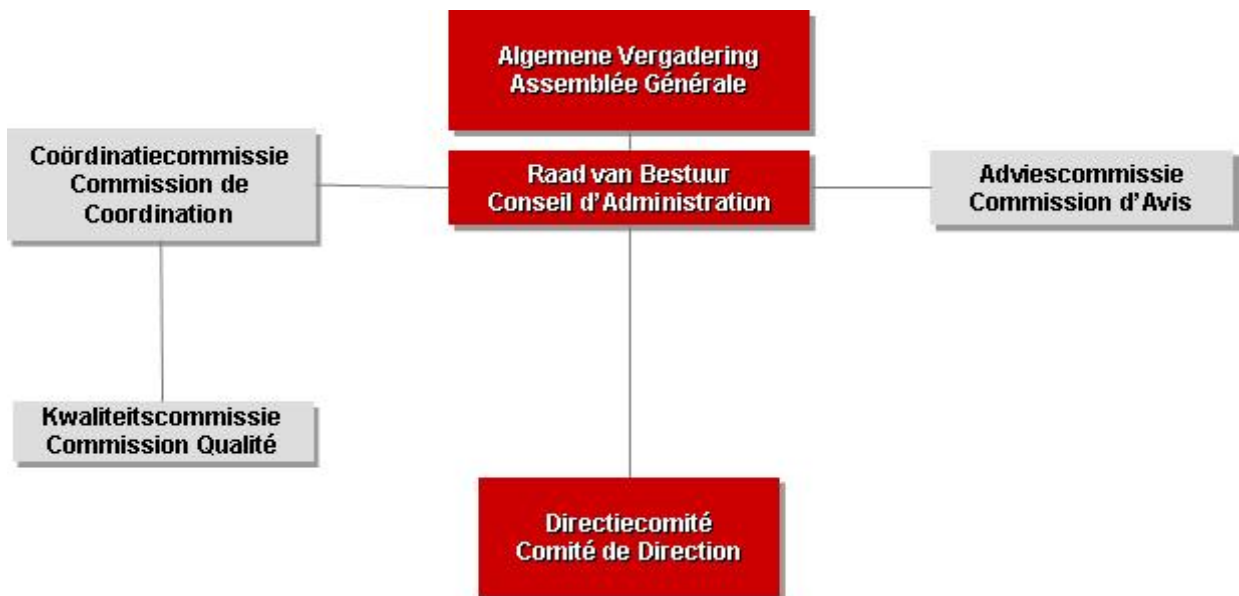 Algemene Vergadering
Assemblée Générale
Coördinatiecommissie
Commission de
Coordination
Raad van Bestuur
Conseil d'Administration
Adviescommissie
Commission d'Avis
Kwaliteitscommissie
Commission Qualité
Directiecomité
Comité de Direction